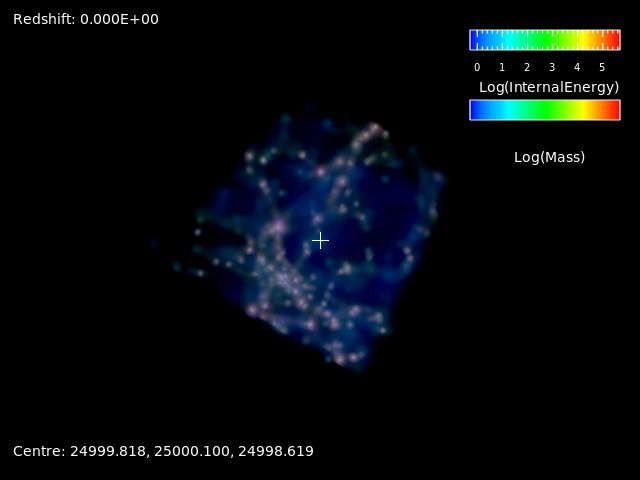 Redshift: 0.000E+00
0 1 2 3 4 5
Log(InternalEnergy)
Log(Mass)
Centre: 24999.818, 25000.100, 24998.619